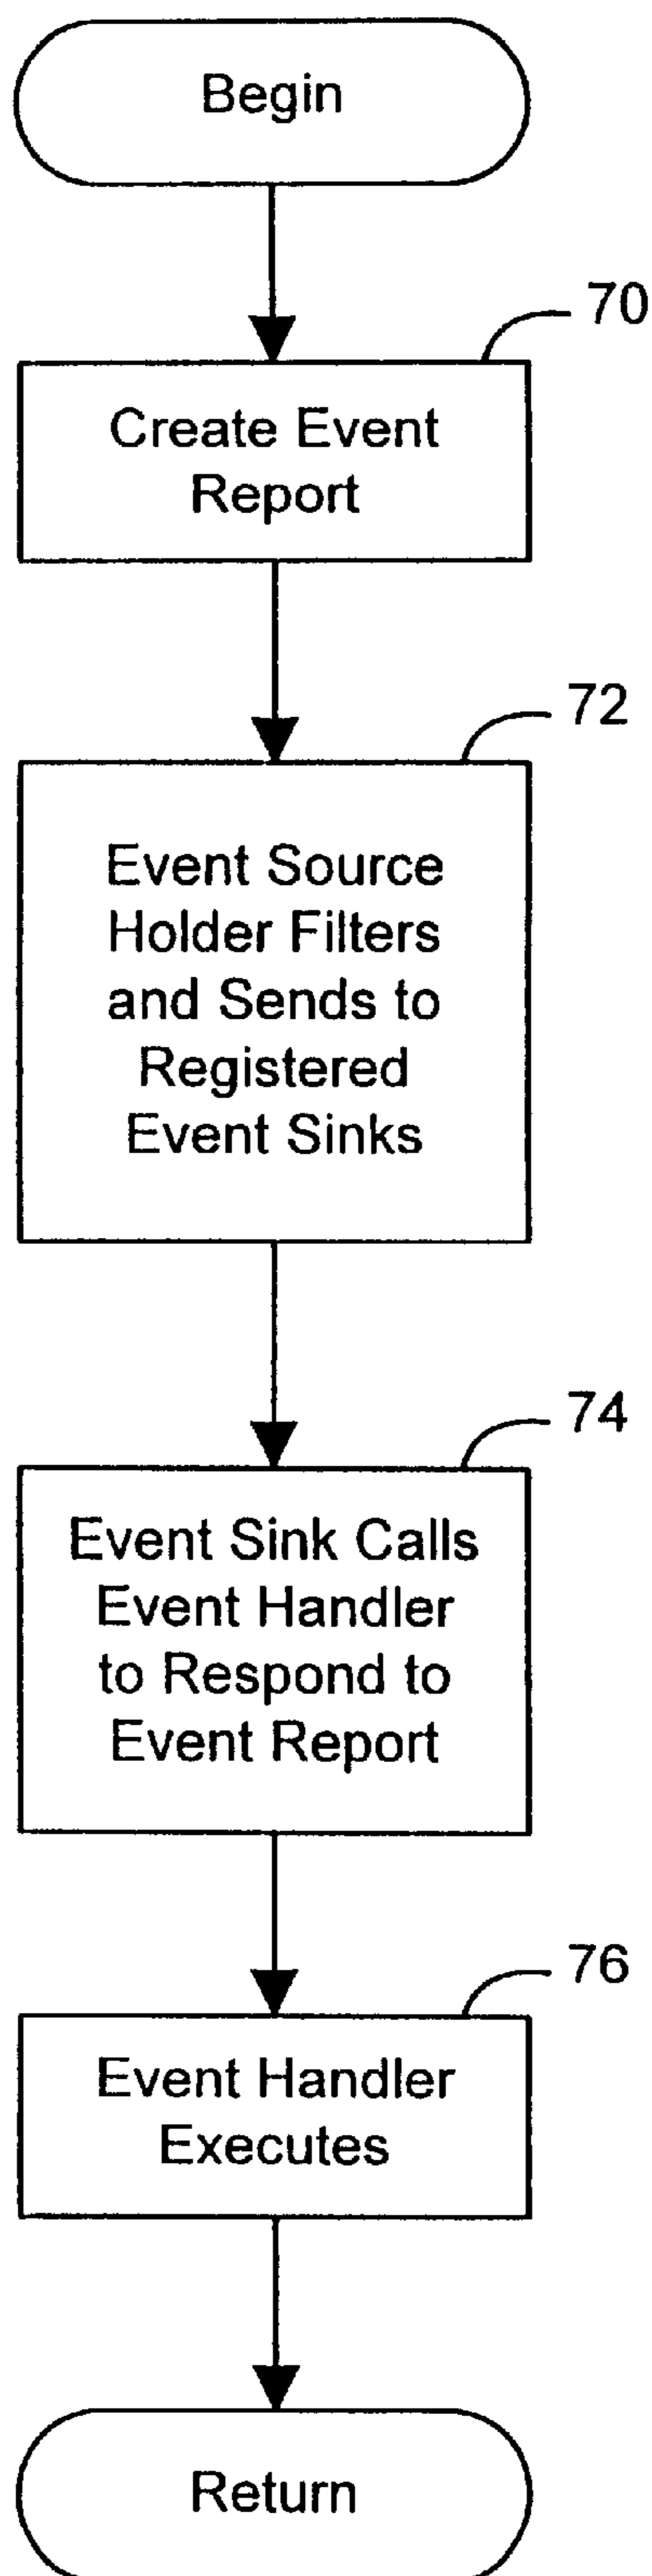 Begin
70
Create Event
Report
72
Event Source
Holder Filters
and Sends to
Registered
Event Sinks
74
Event Sink Calls
Event Handler
to Respond to
Event Report
76
Event Handler
Executes
Return